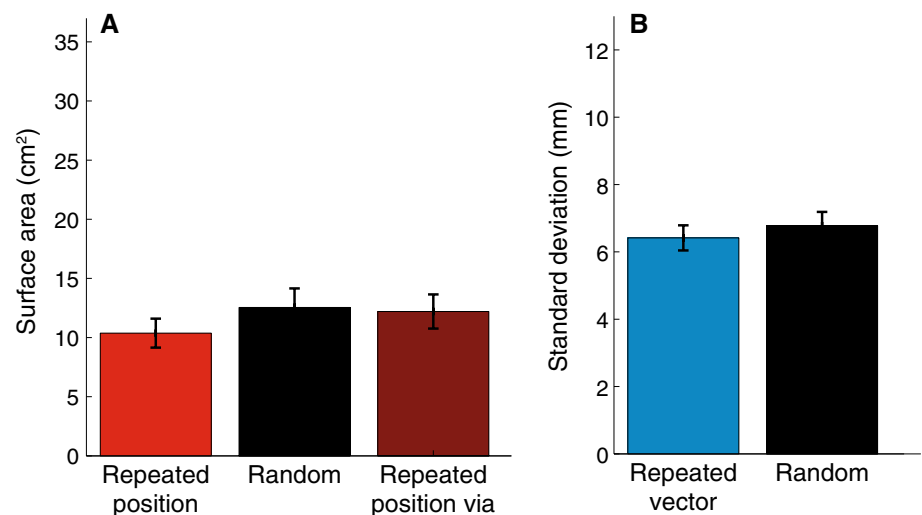 A
Surface area (cm²)
35
30
25
20
15
10
5
0
Repeated
position
Random
Repeated
position via
B
Standard deviation (mm)
12
10
8
6
4
2
0
Repeated
vector
Random